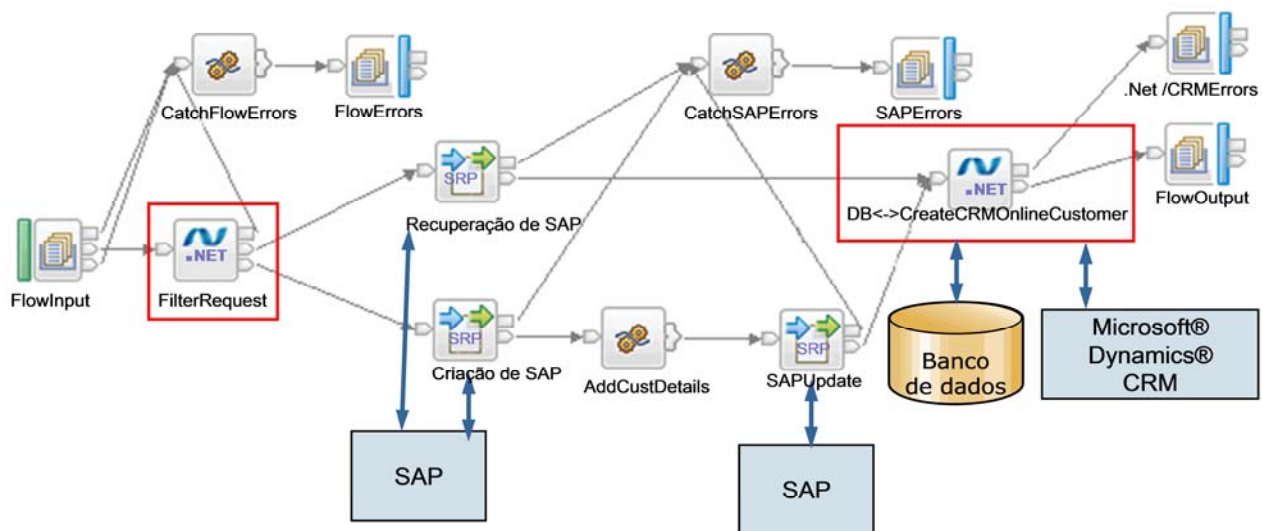 CatchFlowErrors
FlowErrors
CatchSAPErrors
SAPErrors
.Net /CRMErrors
SRP
Recuperação de SAP
.NET
DB<->CreateCRMOnlineCustomer
FlowOutput
FlowInput
.NET
FilterRequest
SRP
Criação de SAP
AddCustDetails
SRP
SAPUpdate
Banco
de dados
Microsoft®
Dynamics®
CRM
SAP
SAP